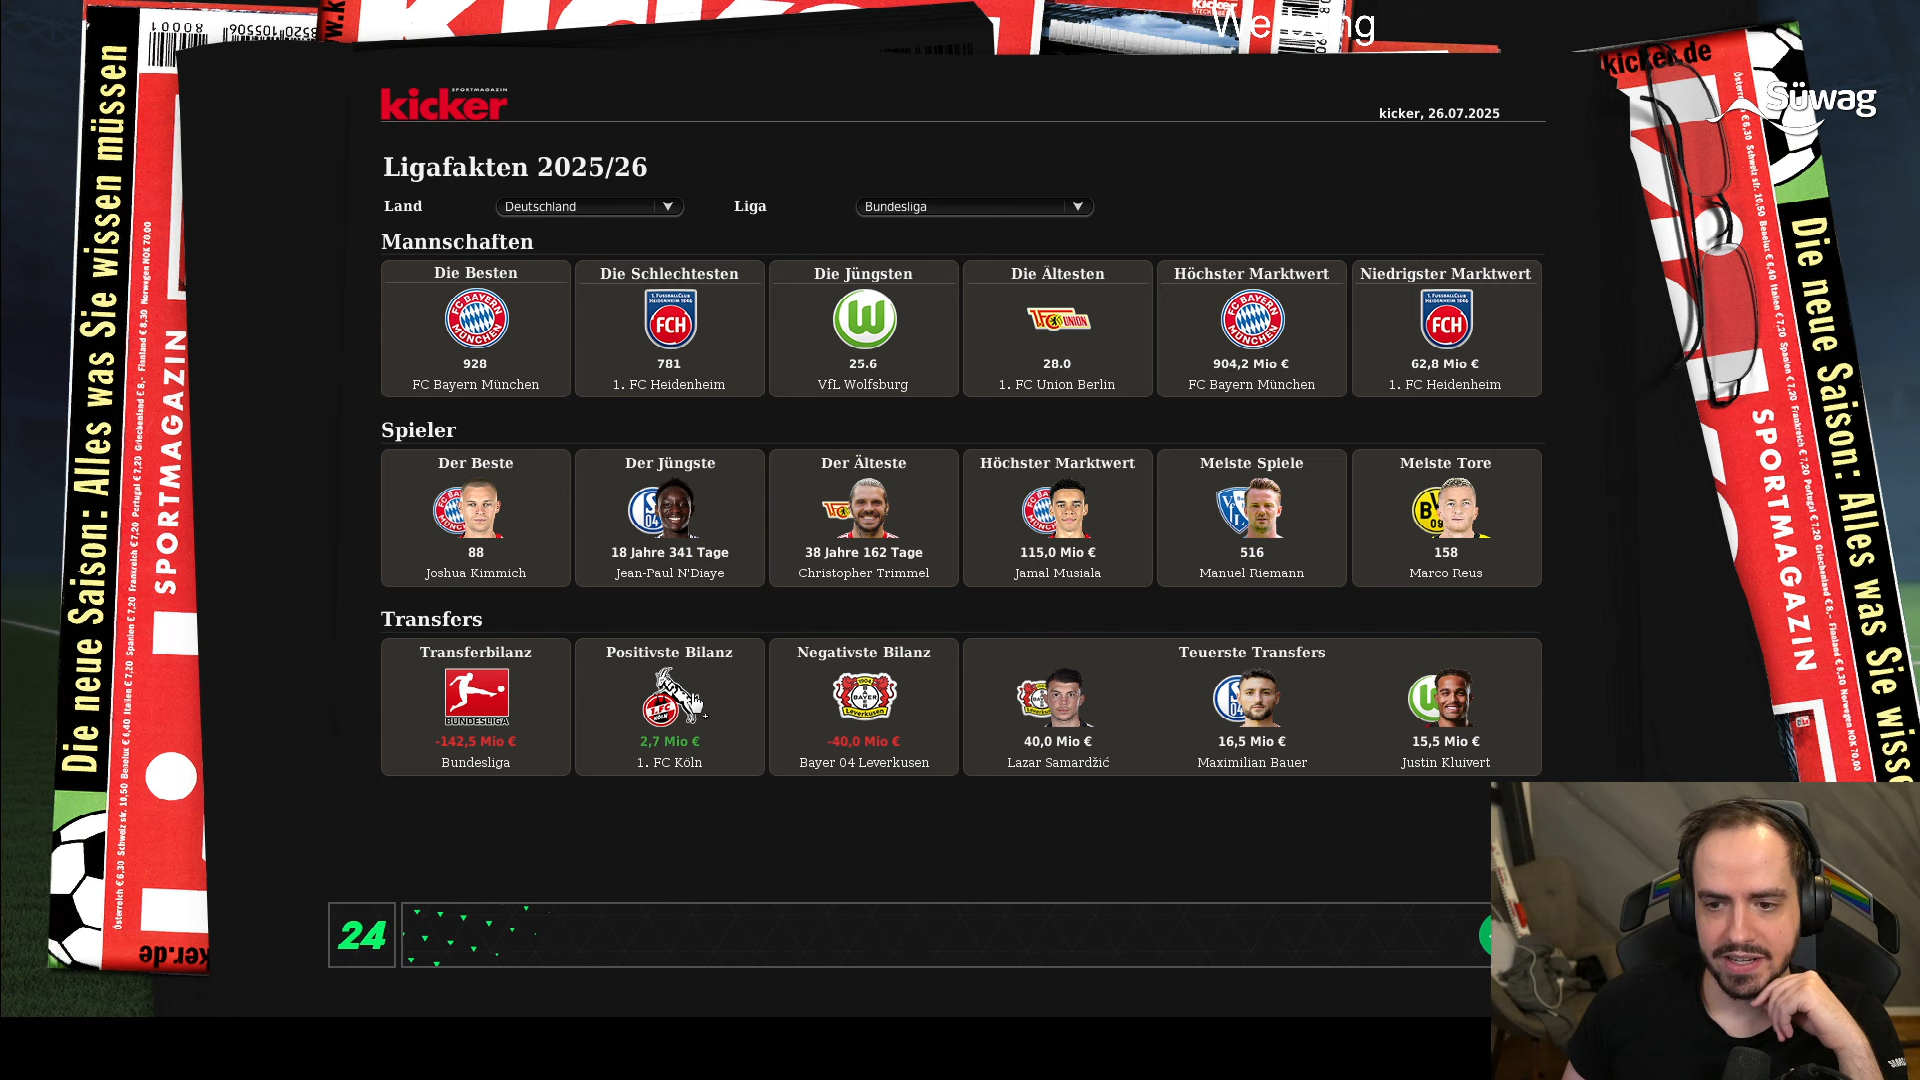 kicker
SPORTMAGAZIN
kicker, 26.07.2025
Werbung
Süwag
kicker.de
Die neue Saison: Alles was Sie wissen müssen
SPORTMAGAZIN
Ligafakten 2025/26
Land
Deutschland
Liga
Bundesliga
Mannschaften
Die Besten
928
FC Bayern München
Die Schlechtesten
781
1. FC Heidenheim
Die Jüngsten
25.6
VfL Wolfsburg
Die Ältesten
28.0
1. FC Union Berlin
Höchster Marktwert
904,2 Mio €
FC Bayern München
Niedrigster Marktwert
62,8 Mio €
1. FC Heidenheim
Spieler
Der Beste
88
Joshua Kimmich
Der Jüngste
18 Jahre 341 Tage
Jean-Paul N'Diaye
Der Älteste
38 Jahre 162 Tage
Christopher Trimmel
Höchster Marktwert
115,0 Mio €
Jamal Musiala
Meiste Spiele
516
Manuel Riemann
Meiste Tore
158
Marco Reus
Transfers
Transferbilanz
BUNDESLIGA
-142,5 Mio €
Bundesliga
Positivste Bilanz
2,7 Mio €
1. FC Köln
Negativste Bilanz
-40,0 Mio €
Bayer 04 Leverkusen
Teuerste Transfers
40,0 Mio €
Lazar Samardžić
16,5 Mio €
Maximilian Bauer
15,5 Mio €
Justin Kluivert
24
SPORTMAGAZIN
Die neue Saison: Alles was Sie wisse